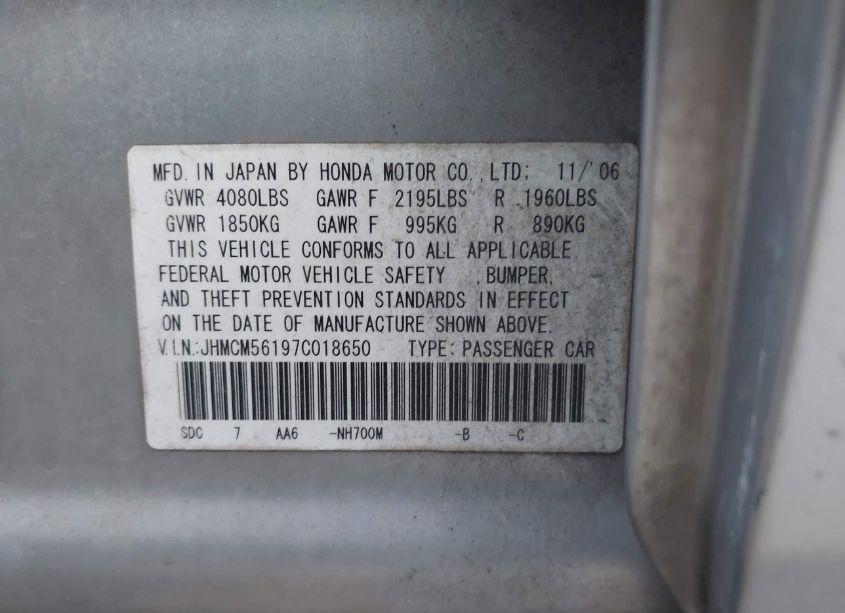 MFD. IN JAPAN BY HONDA MOTOR CO., LTD; 11/'06
GVWR 4080LBS GAWR F 2195LBS R 1960LBS
GVWR 1850KG GAWR F 995KG R 890KG
THIS VEHICLE CONFORMS TO ALL APPLICABLE
FEDERAL MOTOR VEHICLE SAFETY , BUMPER,
AND THEFT PREVENTION STANDARDS IN EFFECT
ON THE DATE OF MANUFACTURE SHOWN ABOVE.
V.I.N.:JHMCM56197C018650 TYPE: PASSENGER CAR
SDC 7 AA6 -NH700M -B -C